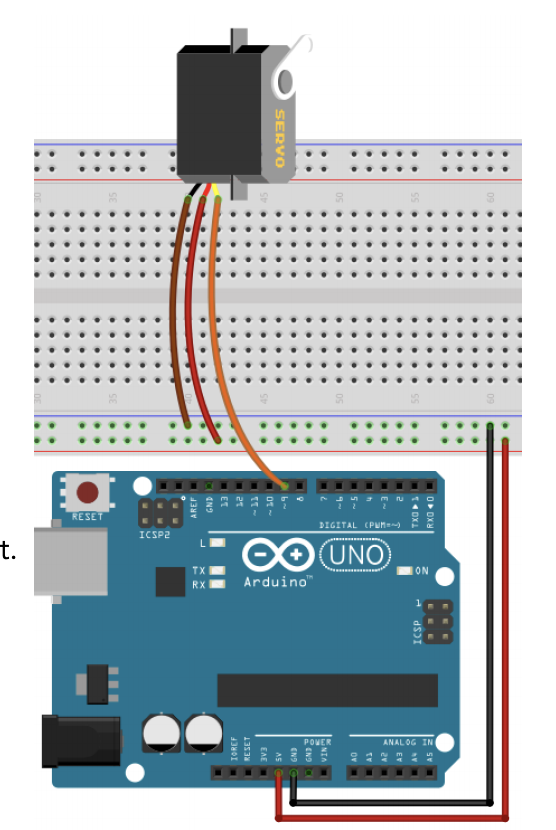 SERVO
30
35
45
50
55
60
30
35
40
45
50
55
60
AREF
GND
13
12
~11
~10
~9
8
7
~6
~5
4
~3
2
TX0▶1
RX0◀0
RESET
ICSP2
DIGITAL (PWM=~)
t.
L
TX
RX
Arduino™
UNO
ON
1
ICSP
POWER
ANALOG IN
IOREF
RESET
3V3
5V
GND
GND
VIN
A0
A1
A2
A3
A4
A5